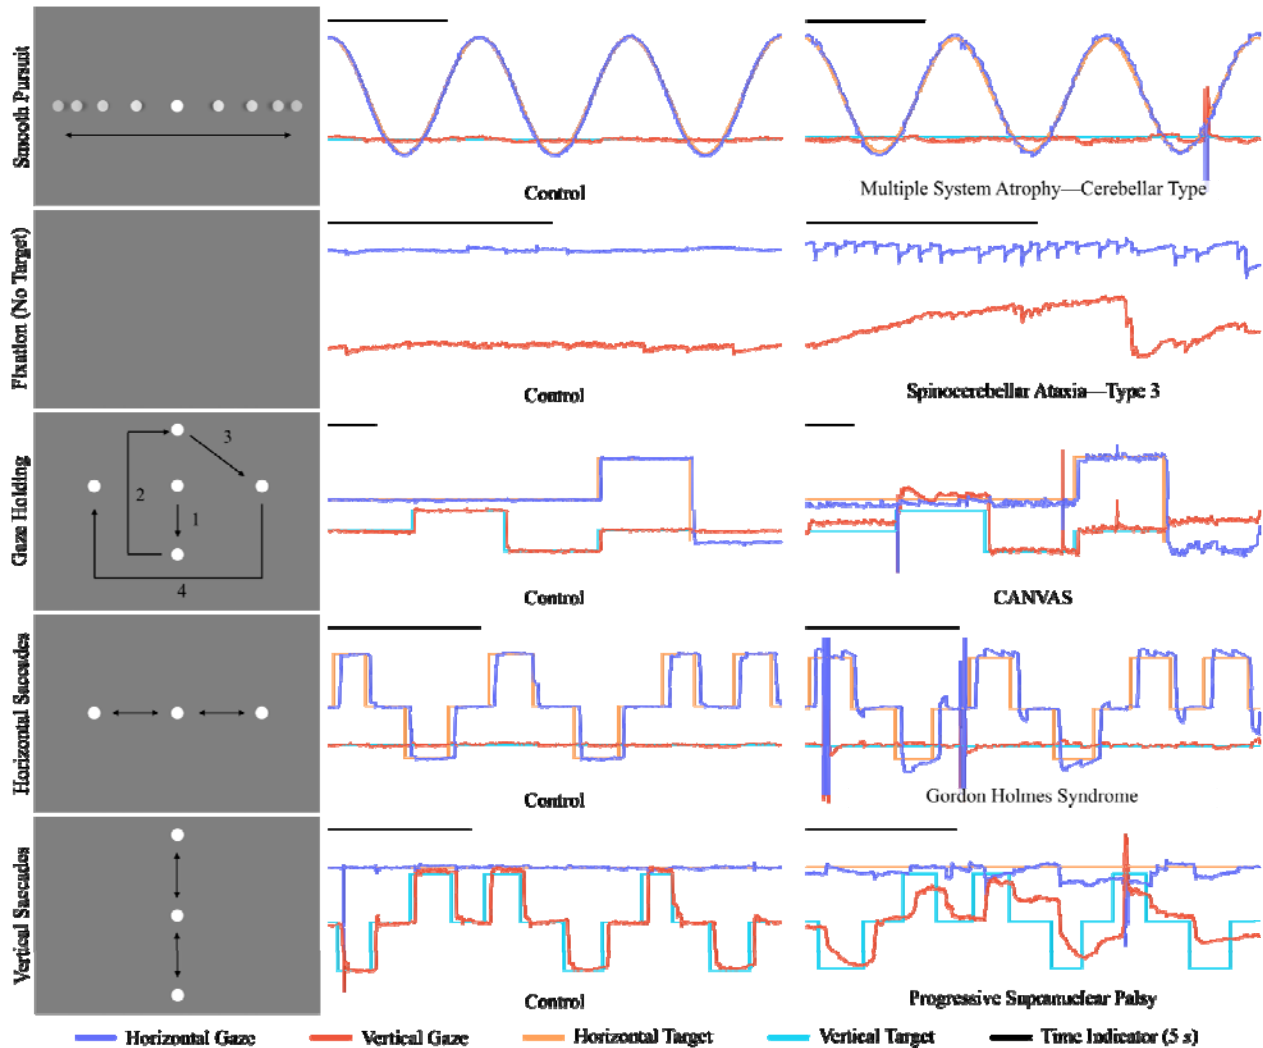 Smooth Pursuit
Control
Multiple System Atrophy—Cerebellar Type
Fixation (No Target)
Control
Spinocerebellar Ataxia—Type 3
Gaze Holding
3
2
1
4
Control
CANVAS
Horizontal Saccades
Control
Gordon Holmes Syndrome
Vertical Saccades
Control
Progressive Supranuclear Palsy
Horizontal Gaze Vertical Gaze Horizontal Target Vertical Target Time Indicator (5 s)